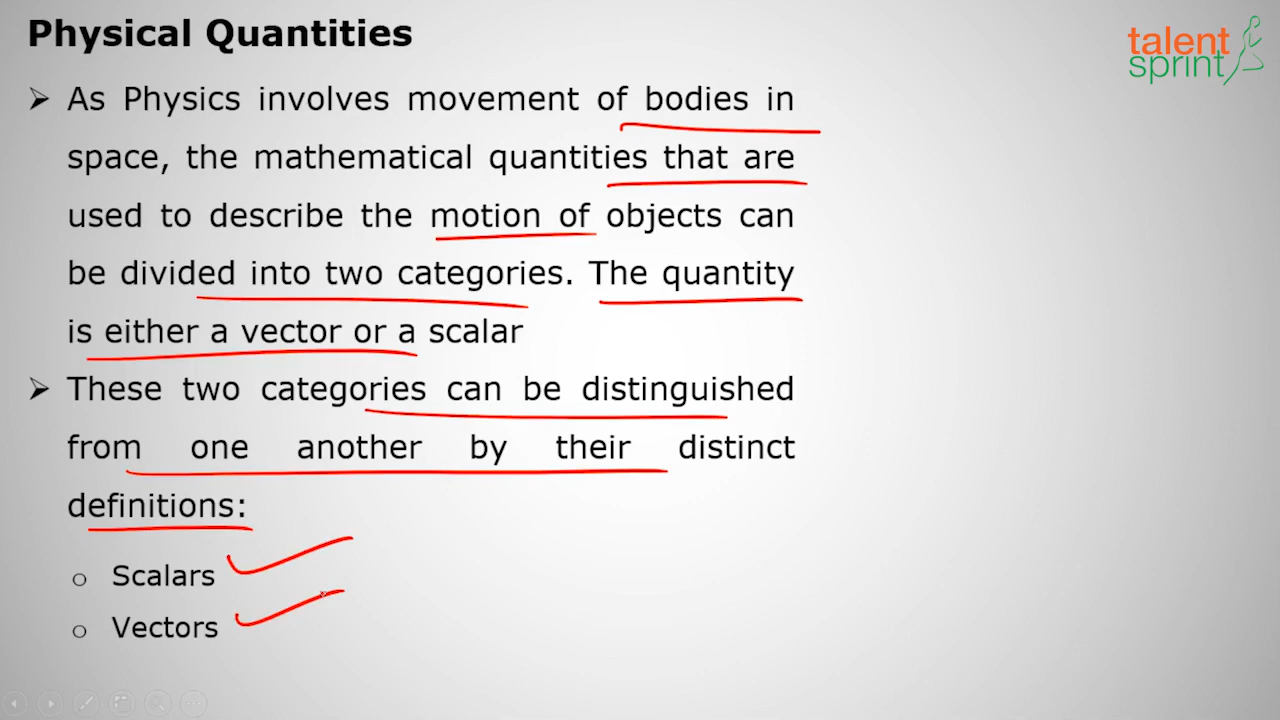 Physical Quantities
talent
sprint
➢ As Physics involves movement of bodies in
space, the mathematical quantities that are
used to describe the motion of objects can
be divided into two categories. The quantity
is either a vector or a scalar
➢ These two categories can be distinguished
from one another by their distinct
definitions:
o Scalars
o Vectors